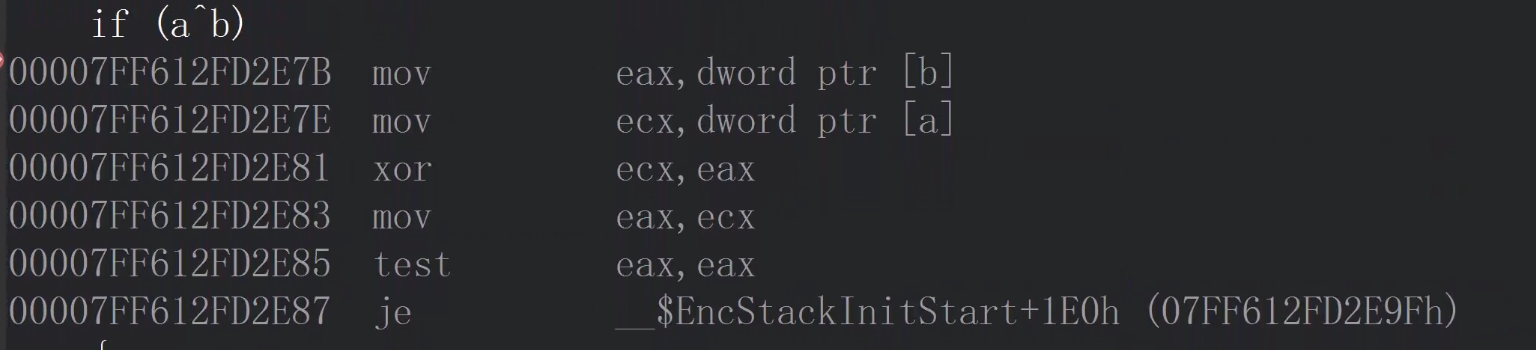 if (a^b)
00007FF612FD2E7B mov eax,dword ptr [b]
00007FF612FD2E7E mov ecx,dword ptr [a]
00007FF612FD2E81 xor ecx,eax
00007FF612FD2E83 mov eax,ecx
00007FF612FD2E85 test eax,eax
00007FF612FD2E87 je __$EncStackInitStart+1E0h (07FF612FD2E9Fh)
{